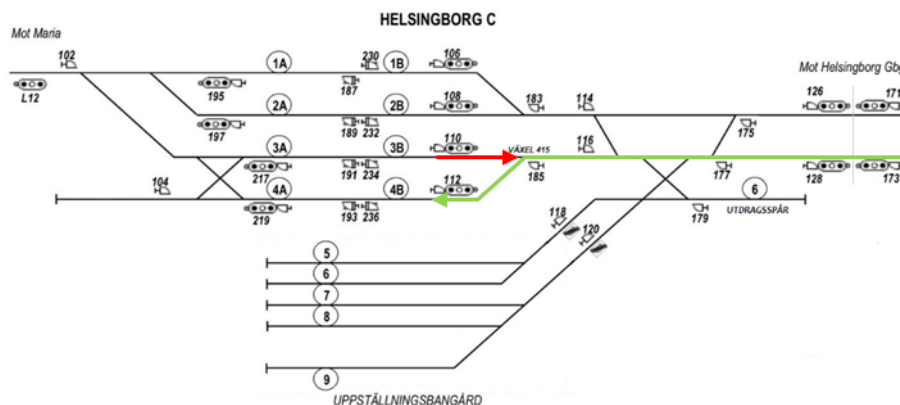 HELSINGBORG C
Mot Maria
102
230
106
1A
1B
L12
195
187
Mot Helsingborg Gbg
108
183
114
126
171
2A
2B
197
189
232
175
110
116
3A
3B
VÄXEL 415
217
191
234
185
177
128
173
104
112
4A
4B
6
UTDRAGSSPÅR
219
193
236
118
179
120
5
6
7
8
9
UPPSTÄLLNINGSBANGÅRD